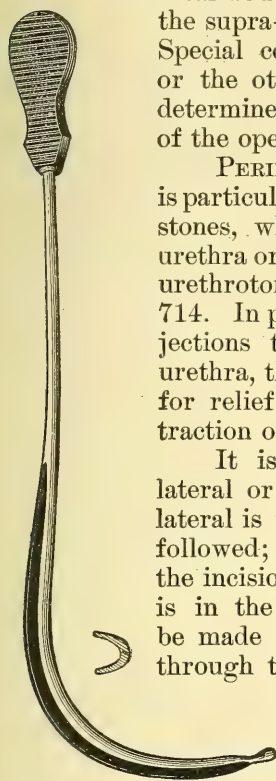 the supra-
Special co
or the ot
determine
of the ope
PERI
is particul
stones, w
urethra or
urethroto
714. In p
jections t
urethra, t
for relief
traction o
It is
lateral or
lateral is
followed;
the incisio
is in the
be made
through t